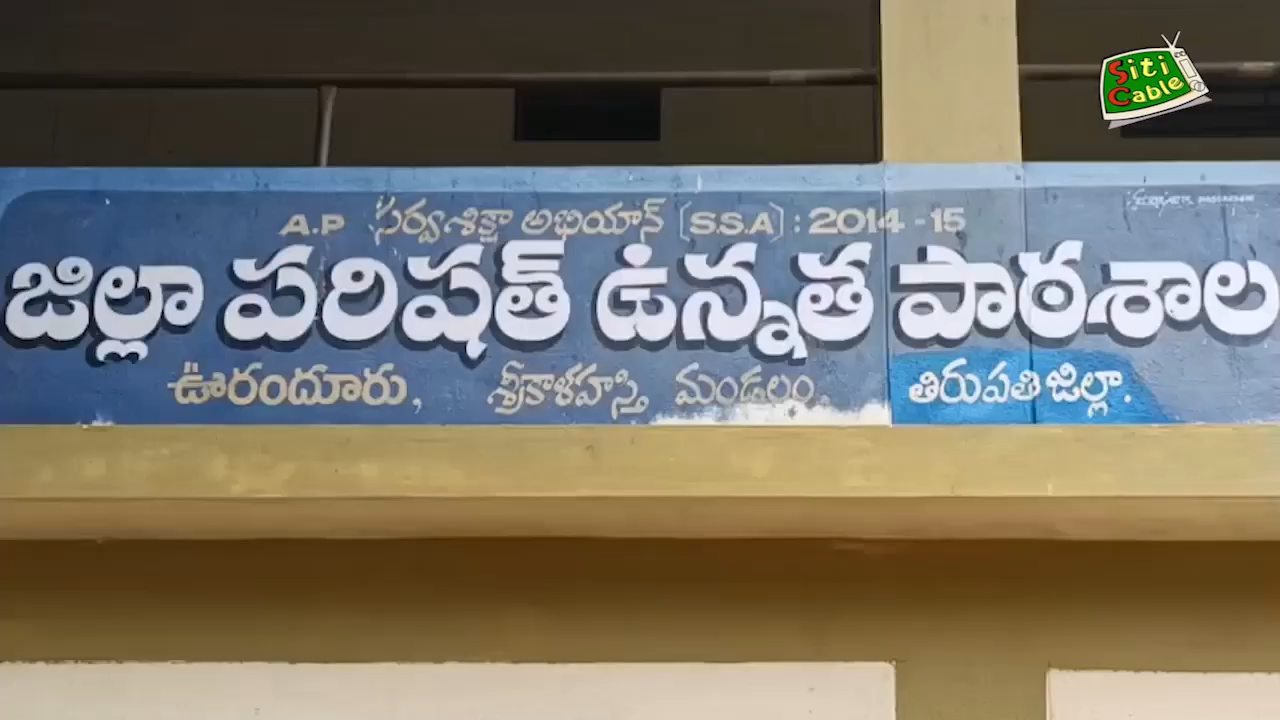 Siti
Cable
A.P సర్వశిక్షా అభియాన్ (S.S.A) : 2014 - 15
జిల్లా పరిషత్ ఉన్నత పాఠశాల
ఊరందూరు, శ్రీకాళహస్తి మండలం. తిరుపతి జిల్లా.